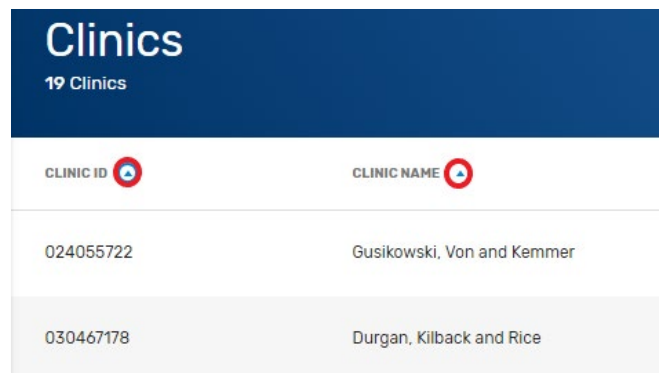 Clinics
19 Clinics
CLINIC ID CLINIC NAME
024055722 Gusikowski, Von and Kemmer
030467178 Durgan, Kilback and Rice